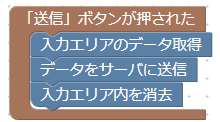 「送信」ボタンが押された
入力エリアのデータ取得
データをサーバに送信
入力エリア内を消去